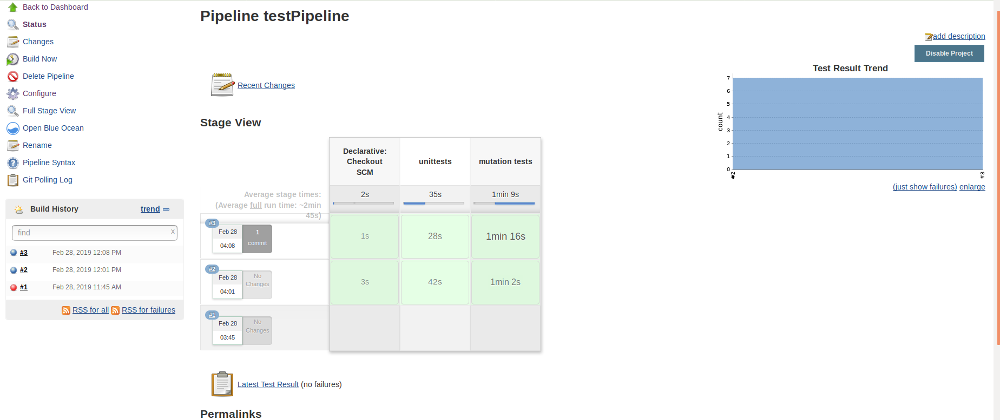 Back to Dashboard
Status
Changes
Build Now
Delete Pipeline
Configure
Full Stage View
Open Blue Ocean
Rename
Pipeline Syntax
Git Polling Log
Build History
trend
find
x
#3 Feb 28, 2019 12:08 PM
#2 Feb 28, 2019 12:01 PM
#1 Feb 28, 2019 11:45 AM
RSS for all RSS for failures
Pipeline testPipeline
add description
Disable Project
Recent Changes
Test Result Trend
7
6
5
4
3
2
1
0
count
#2
#3
(just show failures) enlarge
Stage View
Declarative:
Checkout
SCM
unittests
mutation tests
Average stage times:
(Average full run time: ~2min
45s)
2s
35s
1min 9s
#3
Feb 28
04:08
1
commit
1s
28s
1min 16s
#2
Feb 28
04:01
No
Changes
3s
42s
1min 2s
#1
Feb 28
03:45
No
Changes
Latest Test Result (no failures)
Permalinks